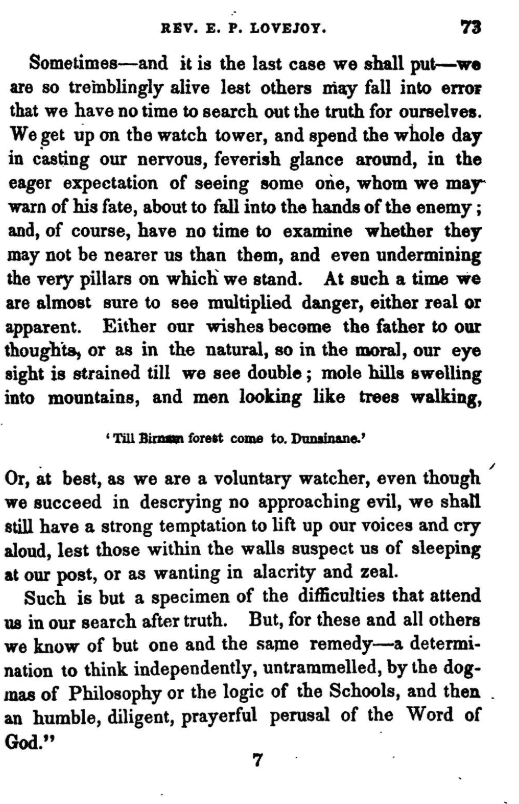 REV. E. P. LOVEJOY. 73
Sometimes—and it is the last case we shall put—we
are so tremblingly alive lest others may fall into error
that we have no time to search out the truth for ourselves.
We get up on the watch tower, and spend the whole day
in casting our nervous, feverish glance around, in the
eager expectation of seeing some one, whom we may
warn of his fate, about to fall into the hands of the enemy;
and, of course, have no time to examine whether they
may not be nearer us than them, and even undermining
the very pillars on which we stand. At such a time we
are almost sure to see multiplied danger, either real or
apparent. Either our wishes become the father to our
thoughts, or as in the natural, so in the moral, our eye
sight is strained till we see double; mole hills swelling
into mountains, and men looking like trees walking,
'Till Birnam forest come to. Dunsinane.'
Or, at best, as we are a voluntary watcher, even though
we succeed in descrying no approaching evil, we shall
still have a strong temptation to lift up our voices and cry
aloud, lest those within the walls suspect us of sleeping
at our post, or as wanting in alacrity and zeal.
Such is but a specimen of the difficulties that attend
us in our search after truth. But, for these and all others
we know of but one and the same remedy—a determi-
nation to think independently, untrammelled, by the dog-
mas of Philosophy or the logic of the Schools, and then
an humble, diligent, prayerful perusal of the Word of
God."
7